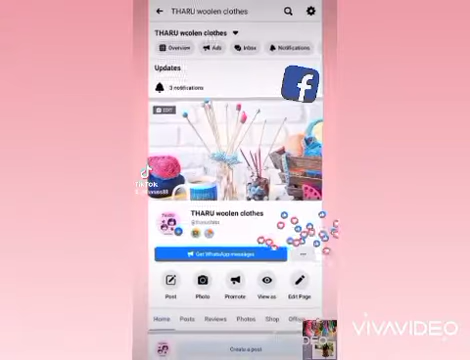 THARU woolen clothes
THARU woolen clothes
Overview
Ads
Inbox
Notifications
Updates
3 notifications
f
EDIT
TikTok
THARU woolen clothes
Get WhatsApp messages
Post
Photo
Promote
View as
Edit Page
Home
Posts
Reviews
Photos
Shop
Create a post
VIVAVIDEO